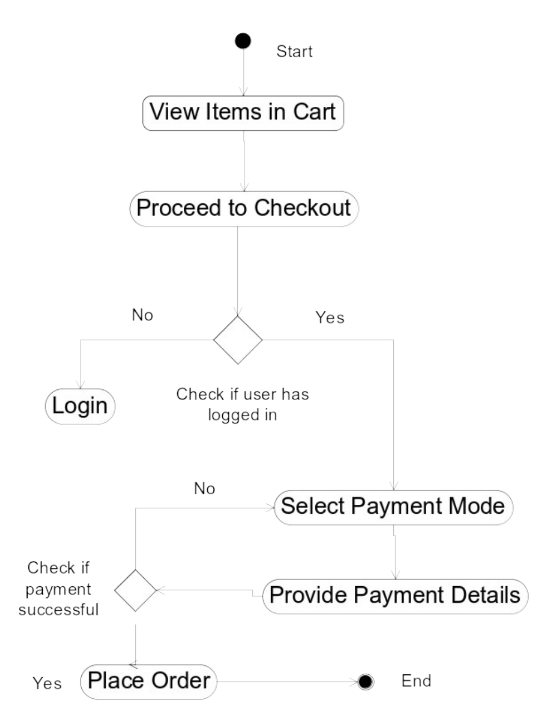 Start
View Items in Cart
Proceed to Checkout
No
Yes
Check if user has
logged in
Login
No
Select Payment Mode
Check if
payment
successful
Provide Payment Details
Yes
Place Order
End